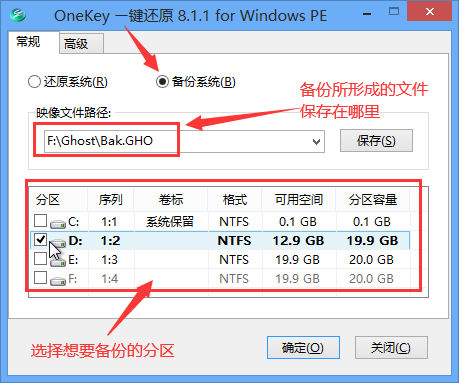 OneKey 一键还原 8.1.1 for Windows PE
常规 高级
还原系统(R) 备份系统(B)
备份所形成的文件
保存在哪里
映像文件路径:
F:\Ghost\Bak.GHO 保存(S)
分区 序列 卷标 格式 可用空间 分区容量
C: 1:1 系统保留 NTFS 0.1 GB 0.1 GB
D: 1:2 NTFS 12.9 GB 19.9 GB
E: 1:3 NTFS 19.9 GB 20.0 GB
F: 1:4 NTFS 19.9 GB 20.0 GB
选择想要备份的分区
确定(O) 关闭(C)